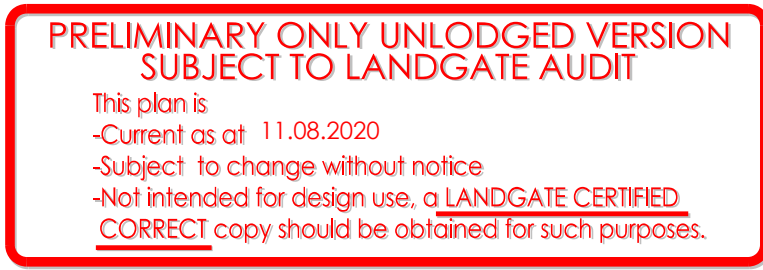 PRELIMINARY ONLY UNLODGED VERSION
SUBJECT TO LANDGATE AUDIT
This plan is
-Current as at 11.08.2020
-Subject to change without notice
-Not intended for design use, a LANDGATE CERTIFIED
CORRECT copy should be obtained for such purposes.